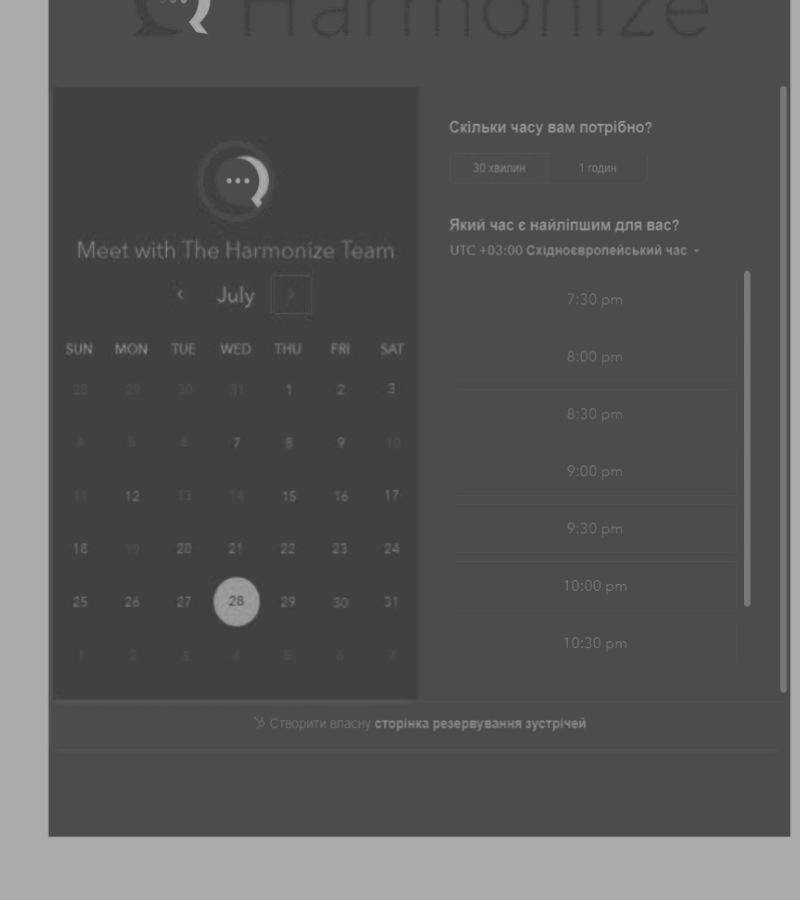 Harmonize
Meet with The Harmonize Team
July
SUN MON TUE WED THU FRI SAT
28 29 30 31 1 2 3
4 5 6 7 8 9 10
11 12 13 14 15 16 17
18 19 20 21 22 23 24
25 26 27 28 29 30 31
1 2 3 4 5 6 7
Скільки часу вам потрібно?
30 хвилин 1 годин
Який час є найліпшим для вас?
UTC +03:00 Східноєвропейський час
7:30 pm
8:00 pm
8:30 pm
9:00 pm
9:30 pm
10:00 pm
10:30 pm
Створити власну сторінка резервування зустрічей